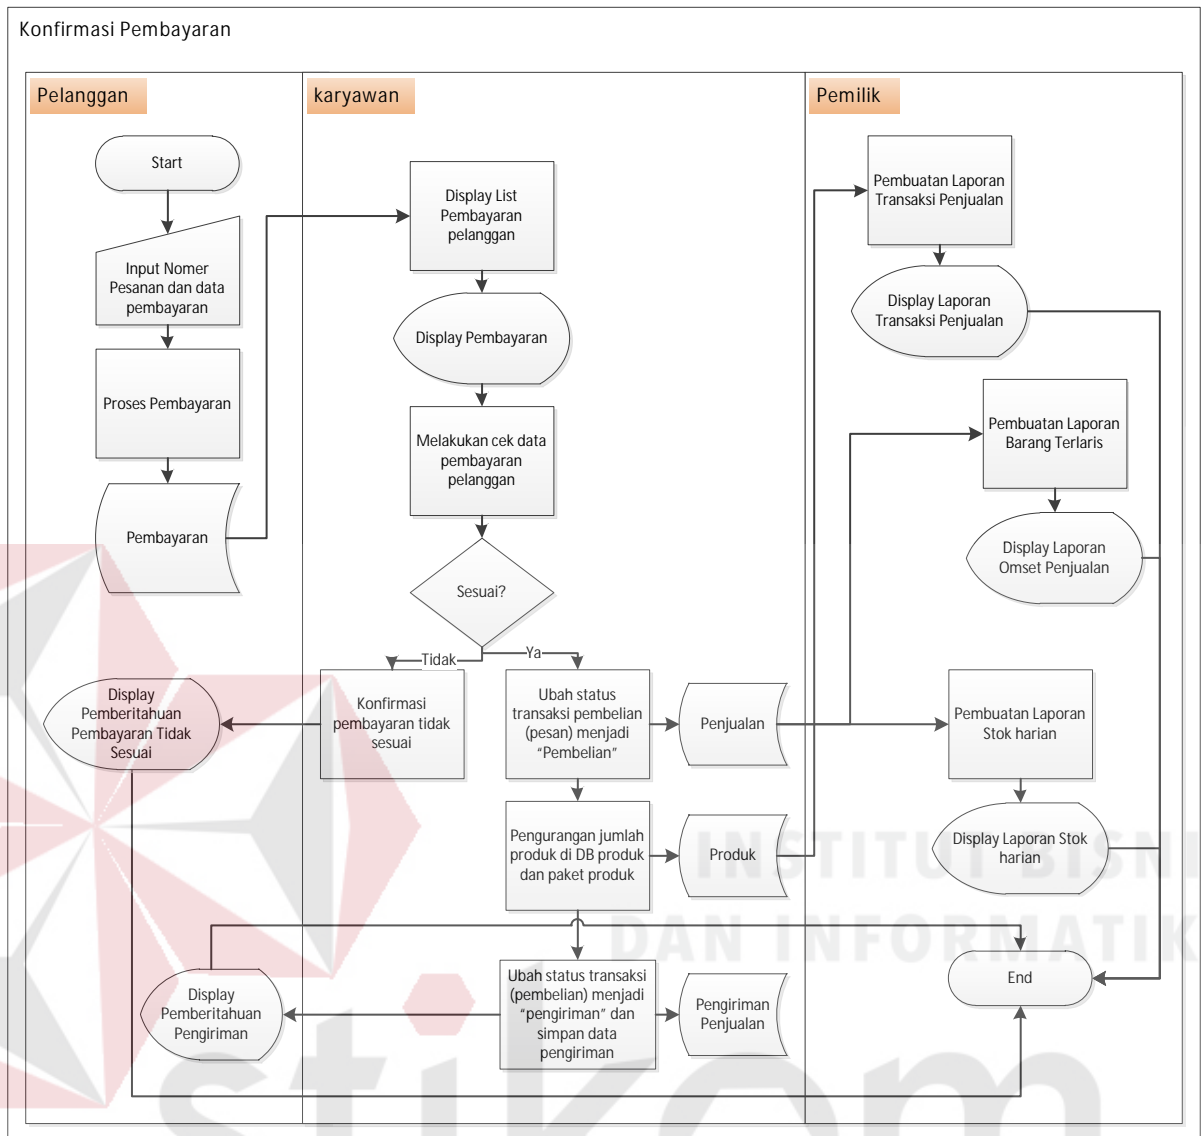 Konfirmasi Pembayaran
Pelanggan
karyawan
Pemilik
Start
Input Nomer
Pesanan dan data
pembayaran
Proses Pembayaran
Pembayaran
Display
Pemberitahuan
Pembayaran Tidak
Sesuai
Display
Pemberitahuan
Pengiriman
Display List
Pembayaran
pelanggan
Display Pembayaran
Melakukan cek data
pembayaran
pelanggan
Sesuai?
Tidak
Ya
Konfirmasi
pembayaran tidak
sesuai
Ubah status
transaksi pembelian
(pesan) menjadi
“Pembelian”
Penjualan
Pengurangan jumlah
produk di DB produk
dan paket produk
Produk
Ubah status transaksi
(pembelian) menjadi
“pengiriman” dan
simpan data
pengiriman
Pengiriman
Penjualan
Pembuatan Laporan
Transaksi Penjualan
Display Laporan
Transaksi Penjualan
Pembuatan Laporan
Barang Terlaris
Display Laporan
Omset Penjualan
Pembuatan Laporan
Stok harian
Display Laporan Stok
harian
End
INSTITUT BISNI
DAN INFORMATIK
stikom